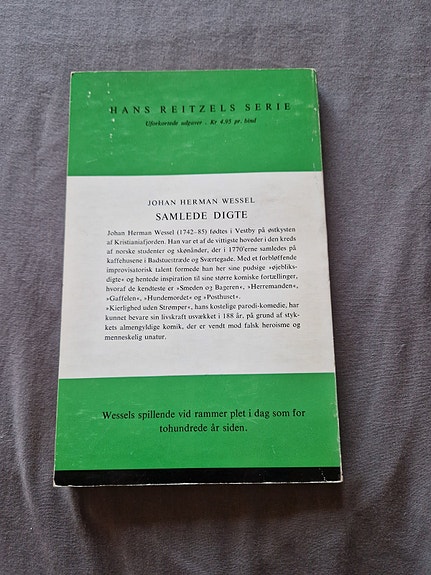 HANS REITZELS SERIE
Uforkortede udgaver . Kr 4.95 pr. bind
JOHAN HERMAN WESSEL
SAMLEDE DIGTE
Johan Herman Wessel (1742–85) fødtes i Vestby på østkysten
af Kristianiafjorden. Han var et af de vittigste hoveder i den kreds
af norske studenter og skønånder, der i 1770'erne samledes på
kaffehusene i Badstuestræde og Sværtegade. Med et forbløffende
improvisatorisk talent formede han her sine pudsige »øjebliks-
digte« og hentede inspiration til sine større komiske fortællinger,
hvoraf de kendteste er »Smeden og Bageren«, »Herremanden«,
»Gaffelen«, »Hundemordet« og »Posthuset«.
»Kierlighed uden Strømper«, hans kostelige parodi-komedie, har
kunnet bevare sin livskraft usvækket i 188 år, på grund af styk-
kets almengyldige komik, der er vendt mod falsk heroisme og
menneskelig unatur.
Wessels spillende vid rammer plet i dag som for
tohundrede år siden.